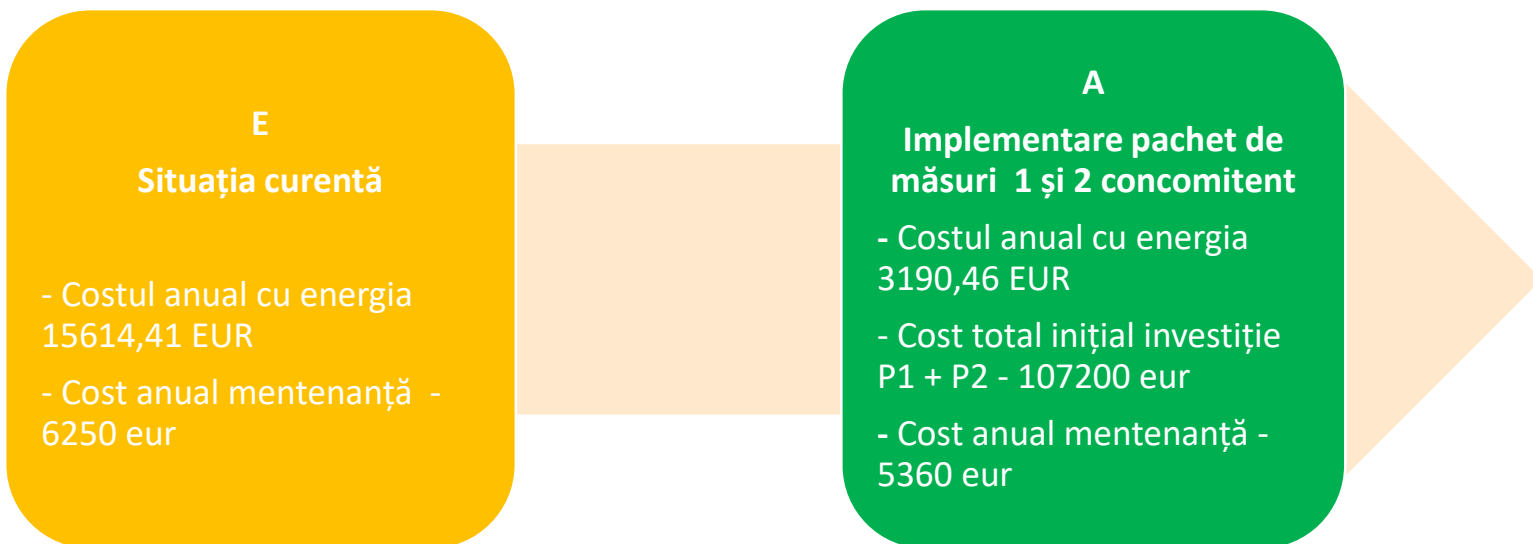 E
Situația curentă
- Costul anual cu energia
15614,41 EUR
- Cost anual mentenanță -
6250 eur
A
Implementare pachet de
măsuri 1 și 2 concomitent
- Costul anual cu energia
3190,46 EUR
- Cost total inițial investiție
P1 + P2 - 107200 eur
- Cost anual mentenanță -
5360 eur